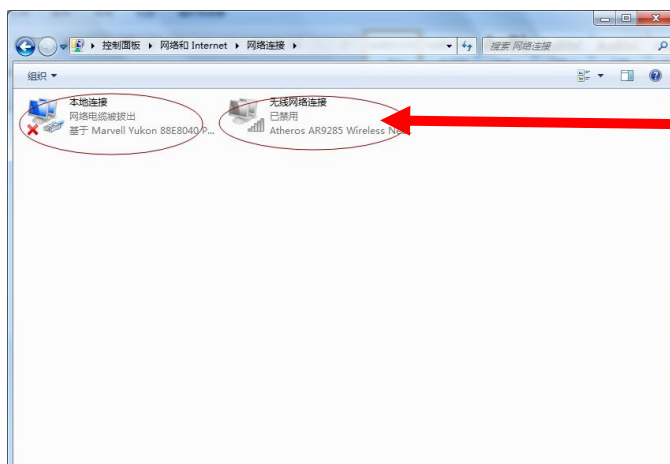 控制面板 ▸ 网络和 Internet ▸ 网络连接 ▸
搜索 网络连接
组织
本地连接
网络电缆被拔出
基于 Marvell Yukon 88E8040 P...
无线网络连接
已禁用
Atheros AR9285 Wireless Ne